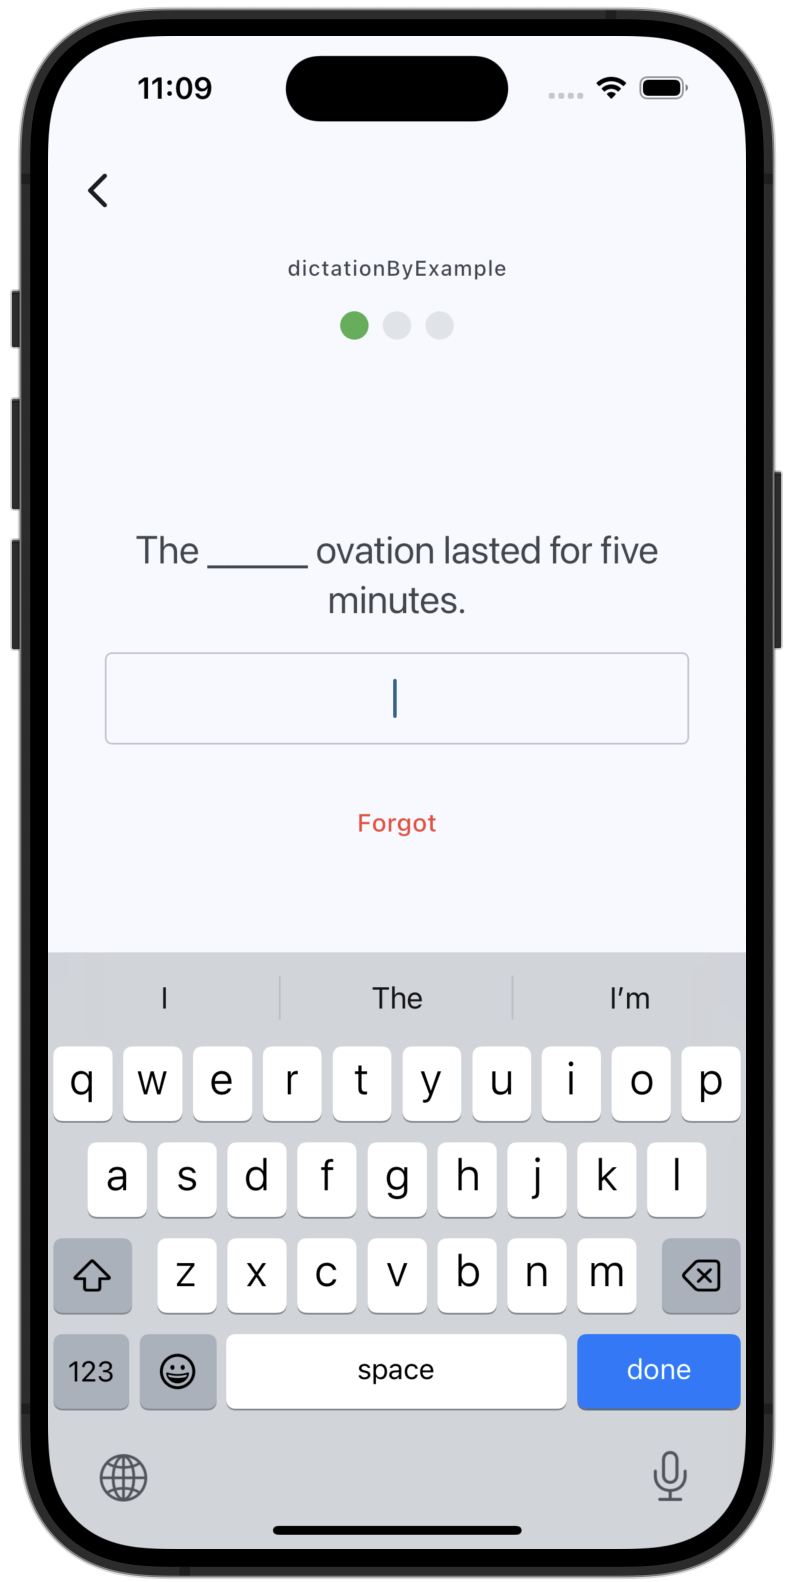 11:09
dictationByExample
The _____ ovation lasted for five
minutes.
Forgot
I The I’m
q w e r t y u i o p
a s d f g h j k l
z x c v b n m
123 space done